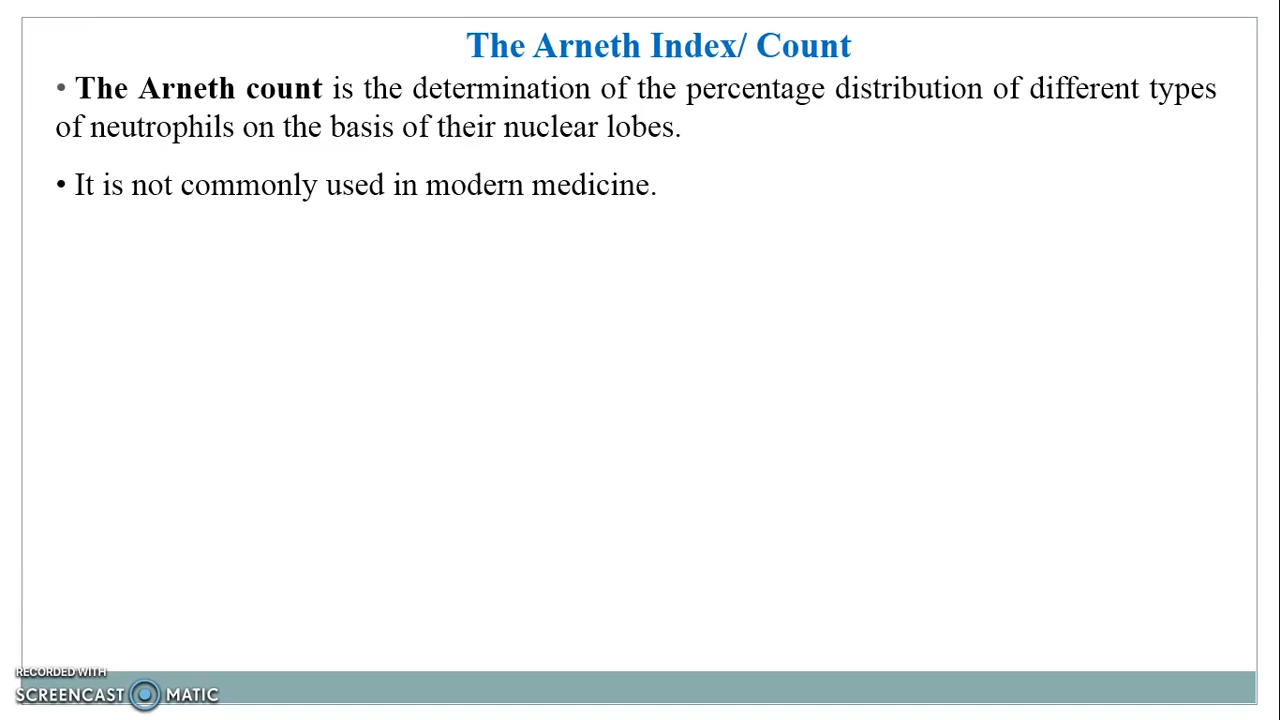 The Arneth Index/ Count
• The Arneth count is the determination of the percentage distribution of different types
of neutrophils on the basis of their nuclear lobes.
• It is not commonly used in modern medicine.
RECORDED WITH
SCREENCAST MATIC